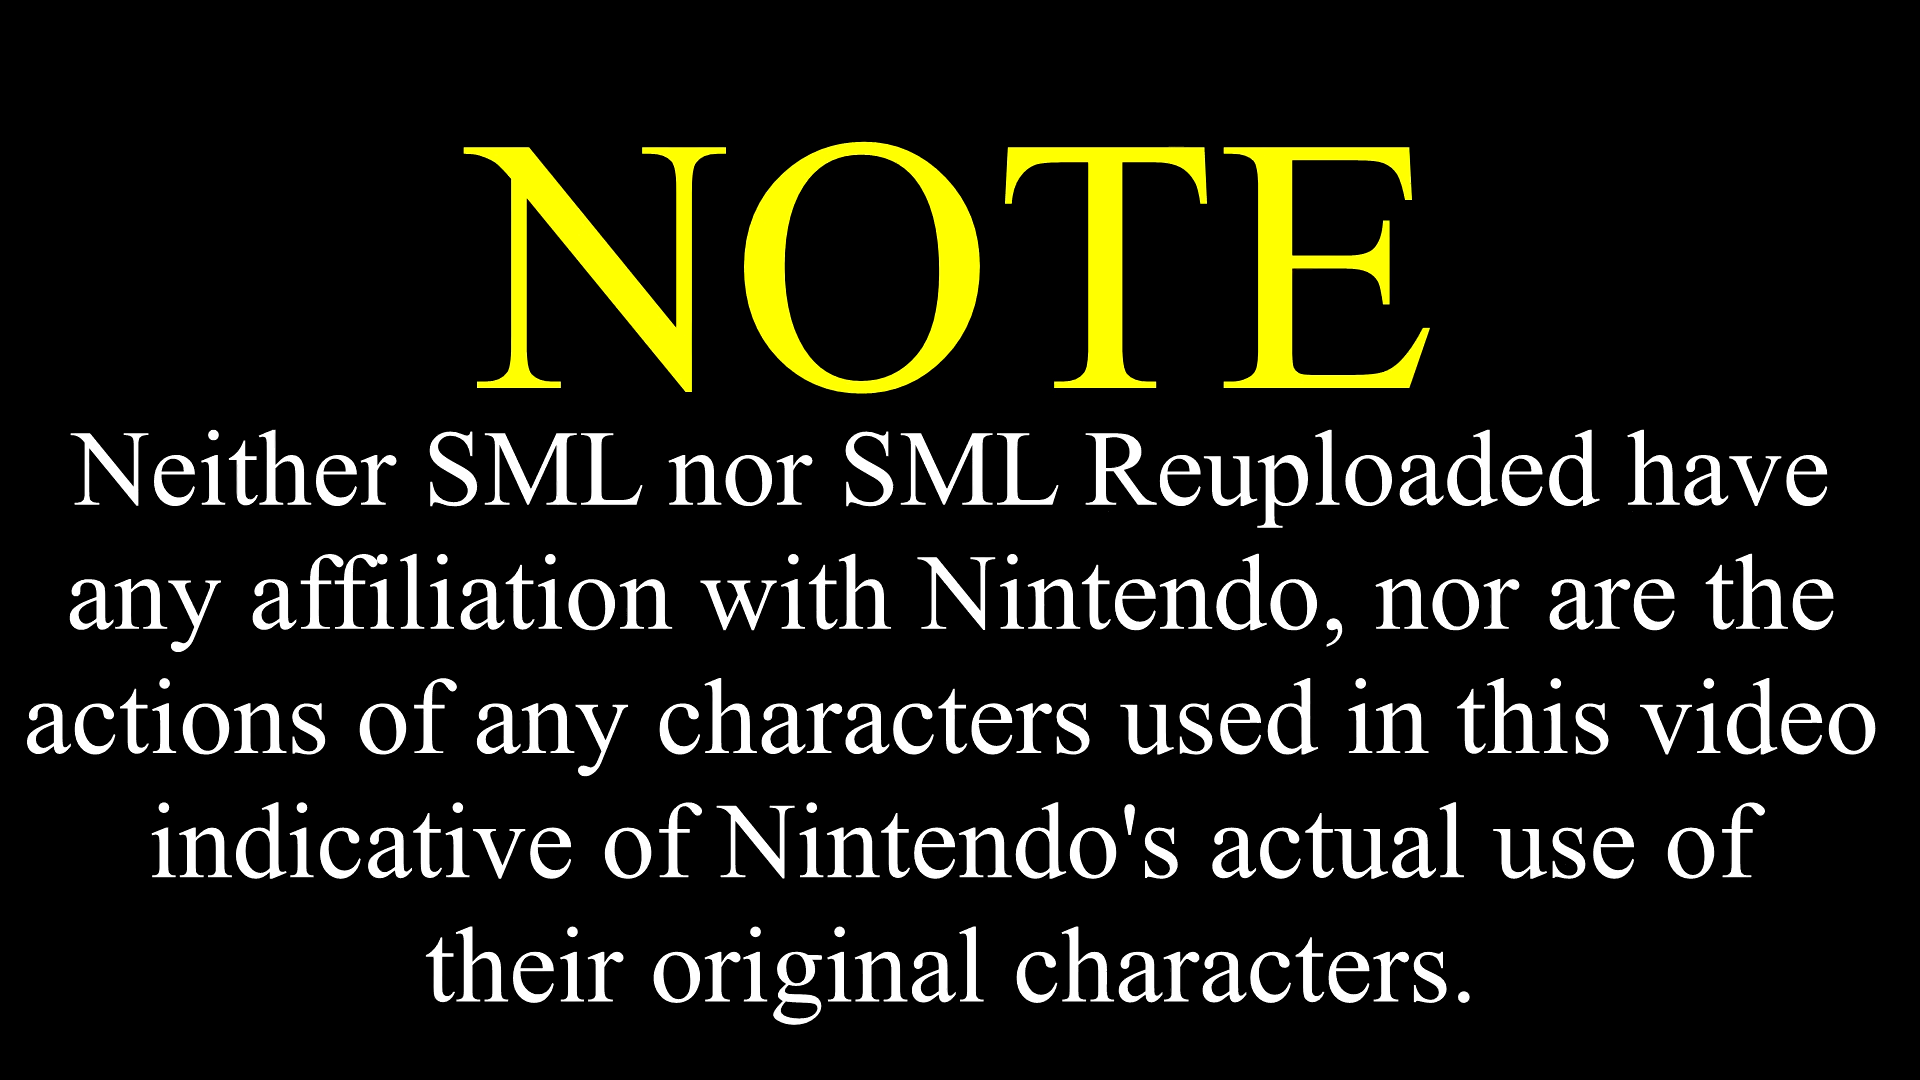 NOTE
Neither SML nor SML Reuploaded have
any affiliation with Nintendo, nor are the
actions of any characters used in this video
indicative of Nintendo's actual use of
their original characters.